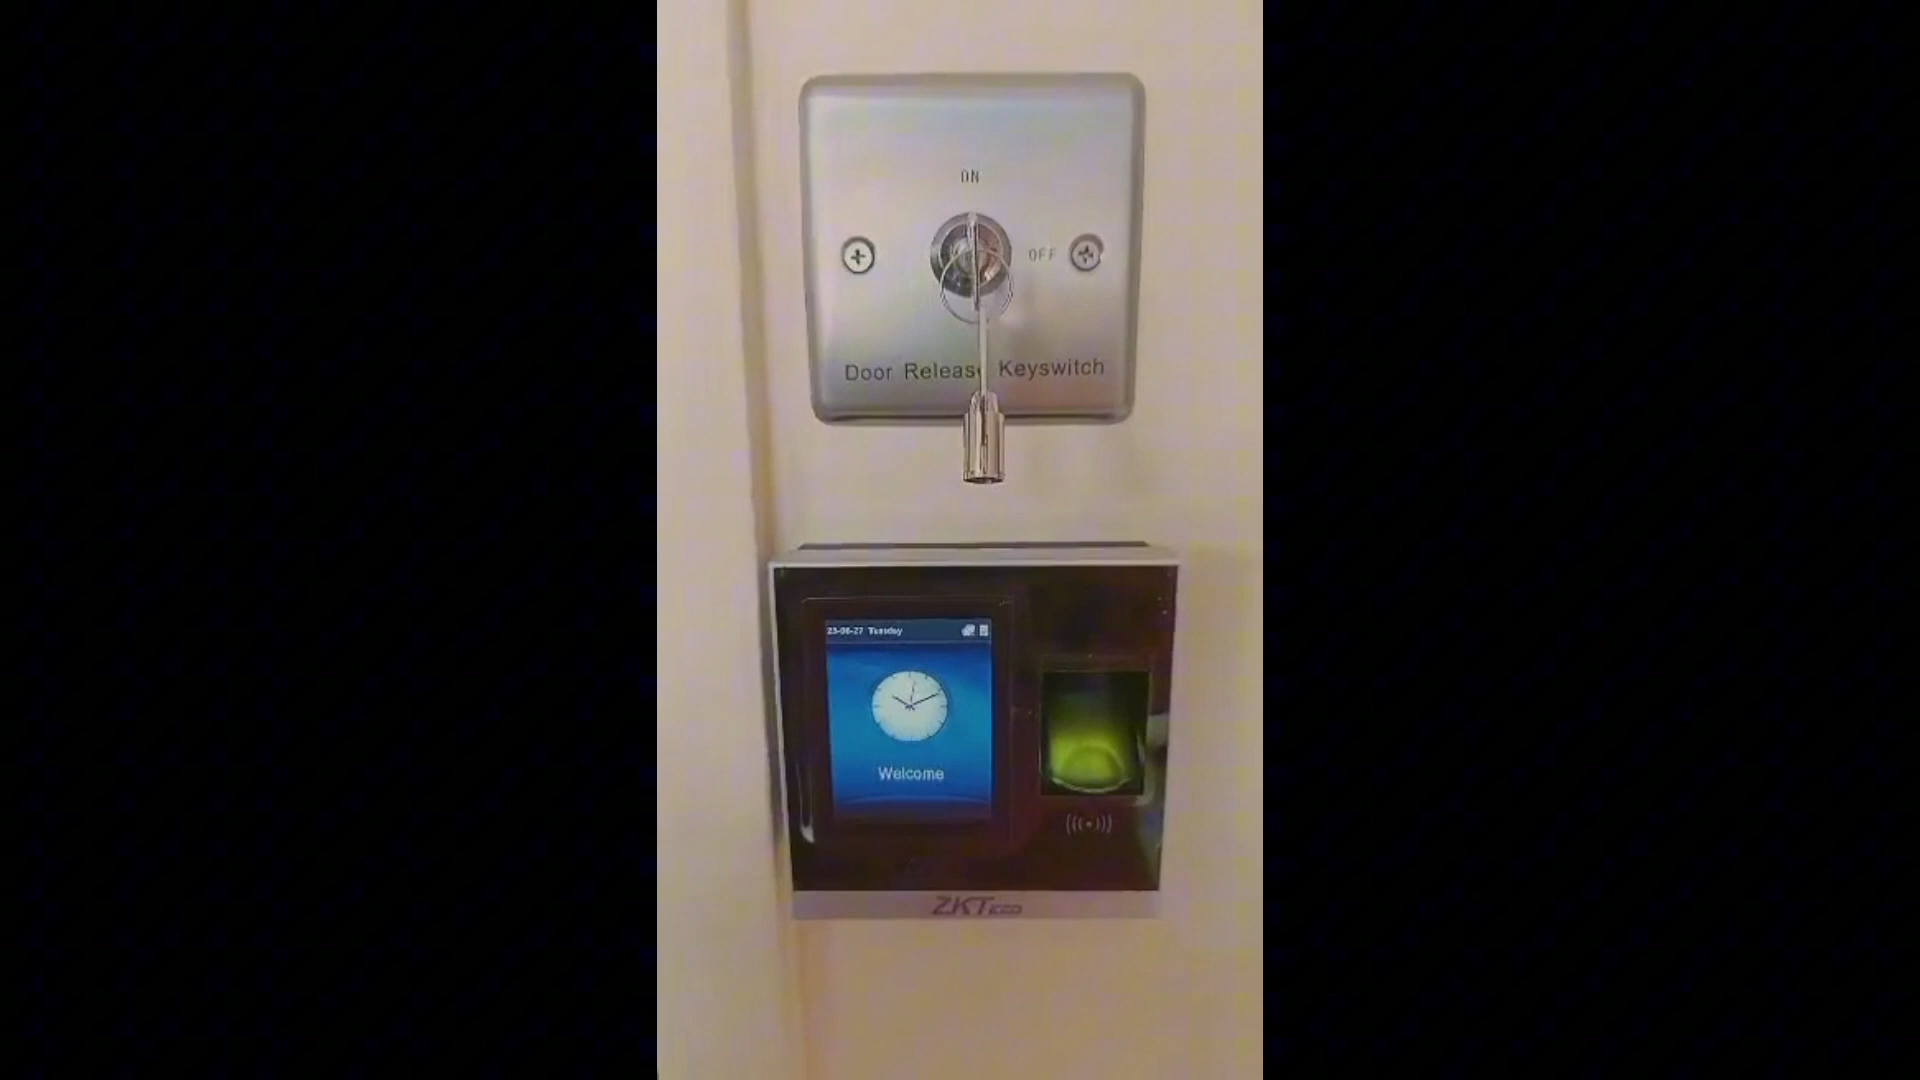 ON
OFF
Door Release Keyswitch
23-06-27 Tuesday
Welcome
ZKTeco